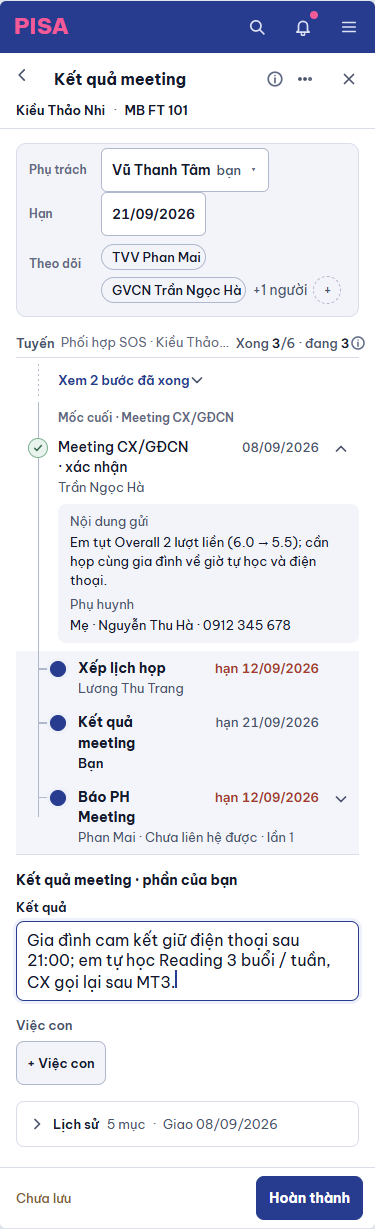 PISA
Kết quả meeting
Kiều Thảo Nhi · MB FT 101
Phụ trách
Vũ Thanh Tâm bạn
Hạn
21/09/2026
Theo dõi
TVV Phan Mai
GVCN Trần Ngọc Hà
+1 người
+
Tuyến Phối hợp SOS · Kiều Thảo... Xong 3/6 · đang 3
Xem 2 bước đã xong
Mốc cuối · Meeting CX/GĐCN
Meeting CX/GĐCN 08/09/2026
· xác nhận
Trần Ngọc Hà
Nội dung gửi
Em tụt Overall 2 lượt liền (6.0 → 5.5); cần
họp cùng gia đình về giờ tự học và điện
thoại.
Phụ huynh
Mẹ · Nguyễn Thu Hà · 0912 345 678
Xếp lịch họp hạn 12/09/2026
Lương Thu Trang
Kết quả hạn 21/09/2026
meeting
Bạn
Báo PH hạn 12/09/2026
Meeting
Phan Mai · Chưa liên hệ được · lần 1
Kết quả meeting · phần của bạn
Kết quả
Gia đình cam kết giữ điện thoại sau
21:00; em tự học Reading 3 buổi / tuần,
CX gọi lại sau MT3.
Việc con
+ Việc con
Lịch sử 5 mục · Giao 08/09/2026
Chưa lưu
Hoàn thành